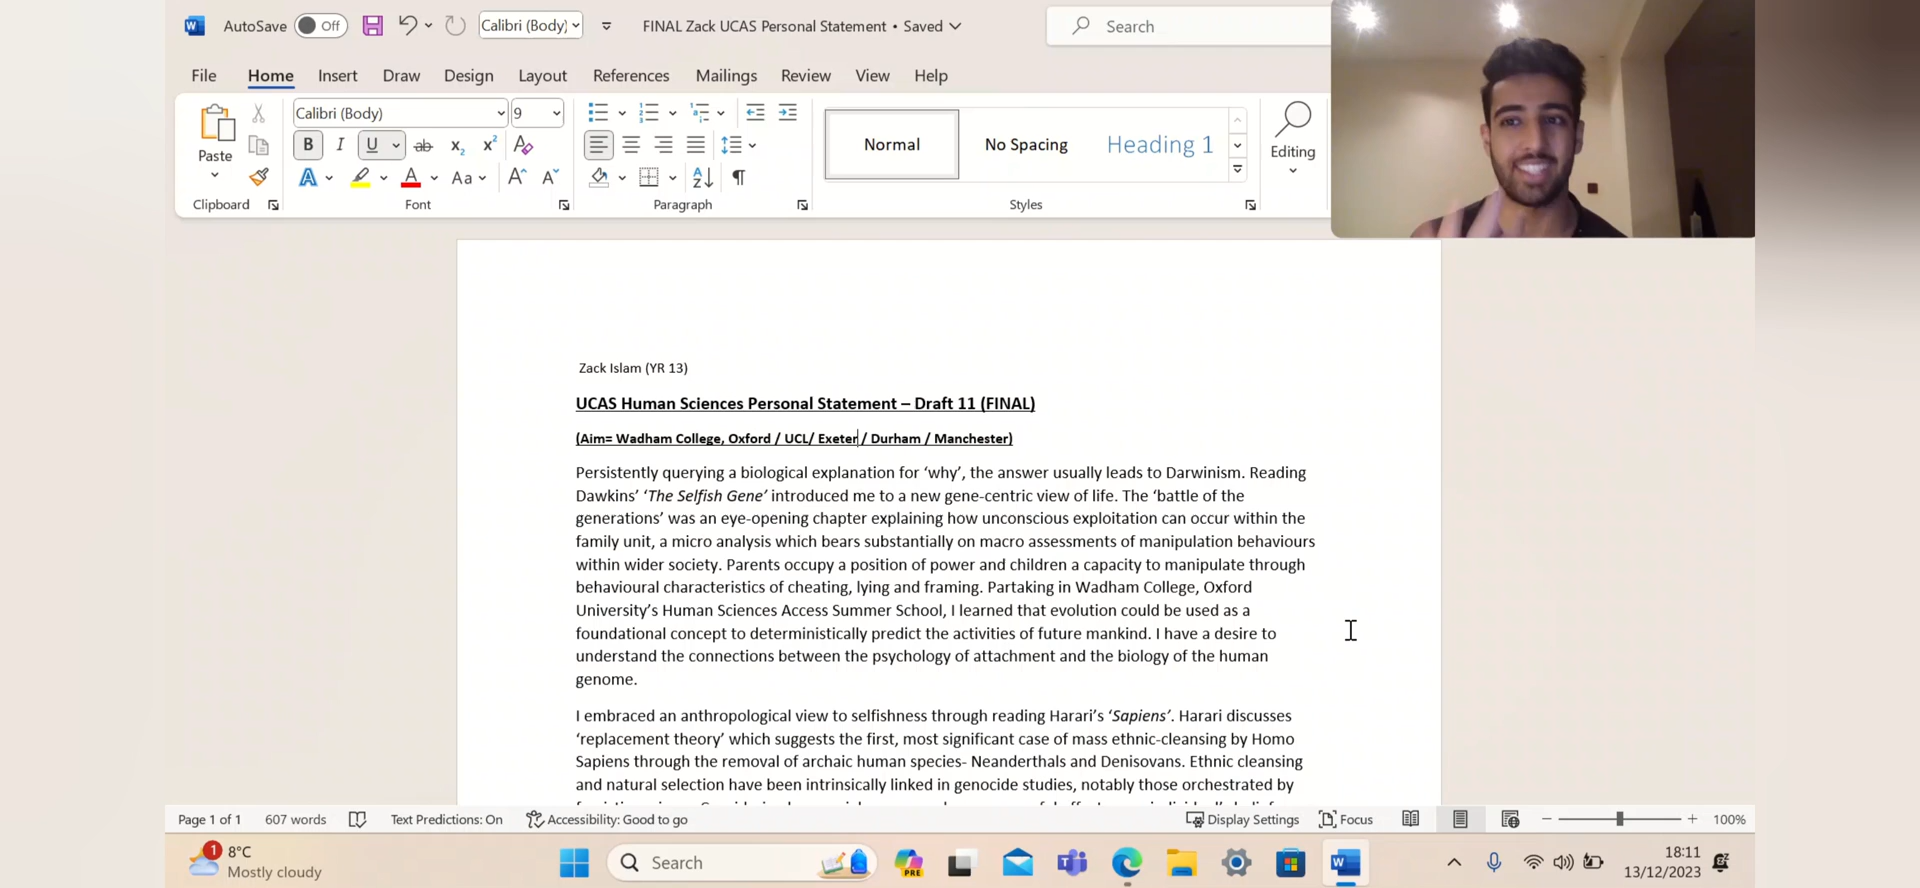 AutoSave Off Calibri (Body) FINAL Zack UCAS Personal Statement • Saved Search
File Home Insert Draw Design Layout References Mailings Review View Help
Calibri (Body) 9
Paste
Normal No Spacing Heading 1
Editing
Clipboard Font Paragraph Styles
Zack Islam (YR 13)
UCAS Human Sciences Personal Statement – Draft 11 (FINAL)
(Aim= Wadham College, Oxford / UCL/ Exeter / Durham / Manchester)
Persistently querying a biological explanation for ‘why’, the answer usually leads to Darwinism. Reading
Dawkins’ ‘The Selfish Gene’ introduced me to a new gene-centric view of life. The ‘battle of the
generations’ was an eye-opening chapter explaining how unconscious exploitation can occur within the
family unit, a micro analysis which bears substantially on macro assessments of manipulation behaviours
within wider society. Parents occupy a position of power and children a capacity to manipulate through
behavioural characteristics of cheating, lying and framing. Partaking in Wadham College, Oxford
University’s Human Sciences Access Summer School, I learned that evolution could be used as a
foundational concept to deterministically predict the activities of future mankind. I have a desire to
understand the connections between the psychology of attachment and the biology of the human
genome.
I embraced an anthropological view to selfishness through reading Harari’s ‘Sapiens’. Harari discusses
‘replacement theory’ which suggests the first, most significant case of mass ethnic-cleansing by Homo
Sapiens through the removal of archaic human species- Neanderthals and Denisovans. Ethnic cleansing
and natural selection have been intrinsically linked in genocide studies, notably those orchestrated by
Page 1 of 1 607 words Text Predictions: On Accessibility: Good to go Display Settings Focus 100%
1 8°C
Mostly cloudy
Search
PRE
18:11
13/12/2023